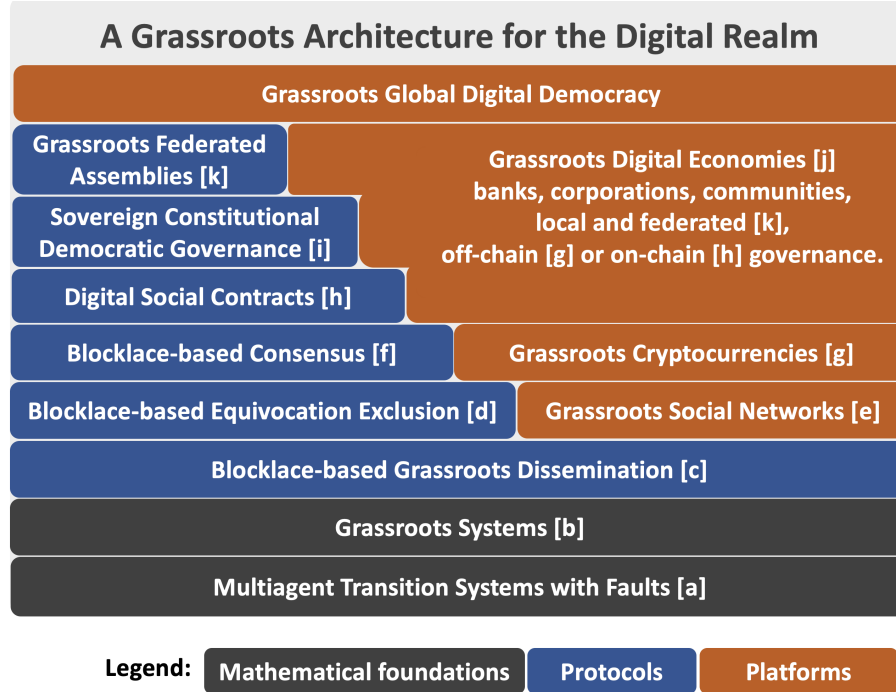 A Grassroots Architecture for the Digital Realm
Grassroots Global Digital Democracy
Grassroots Federated
Assemblies [k]
Grassroots Digital Economies [j]
banks, corporations, communities,
local and federated [k],
off-chain [g] or on-chain [h] governance.
Sovereign Constitutional
Democratic Governance [i]
Digital Social Contracts [h]
Blocklace-based Consensus [f]
Grassroots Cryptocurrencies [g]
Blocklace-based Equivocation Exclusion [d]
Grassroots Social Networks [e]
Blocklace-based Grassroots Dissemination [c]
Grassroots Systems [b]
Multiagent Transition Systems with Faults [a]
Legend:
Mathematical foundations
Protocols
Platforms